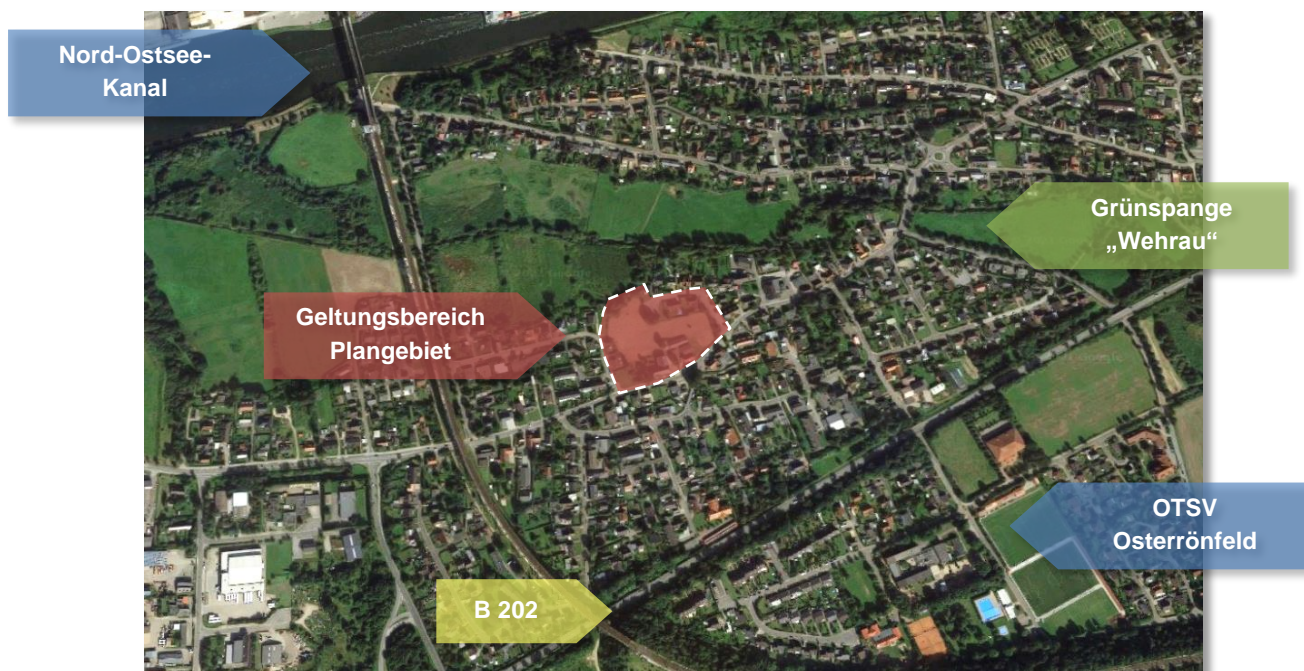 Nord-Ostsee-
Kanal
Grünspange
„Wehrau“
Geltungsbereich
Plangebiet
OTSV
Osterrönfeld
B 202